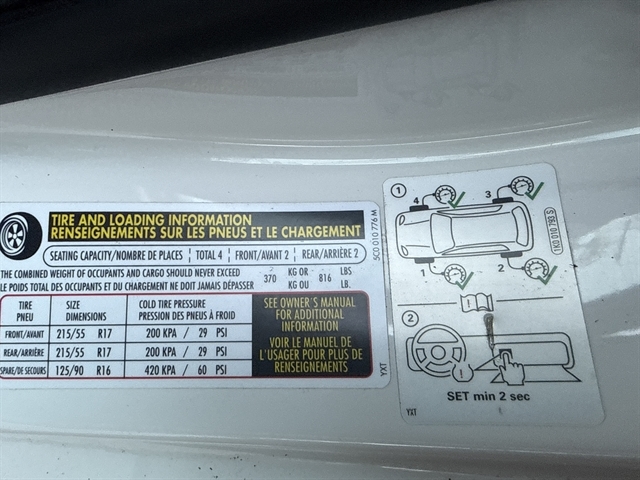 TIRE AND LOADING INFORMATION
RENSEIGNEMENTS SUR LES PNEUS ET LE CHARGEMENT
SEATING CAPACITY/NOMBRE DE PLACES TOTAL 4 FRONT/AVANT 2 REAR/ARRIÈRE 2
THE COMBINED WEIGHT OF OCCUPANTS AND CARGO SHOULD NEVER EXCEED 370 KG OR 816 LBS
LE POIDS TOTAL DES OCCUPANTS ET DU CHARGEMENT NE DOIT JAMAIS DÉPASSER KG OU LB.
TIRE SIZE COLD TIRE PRESSURE
PNEU DIMENSIONS PRESSION DES PNEUS À FROID
FRONT/AVANT 215/55 R17 200 KPA / 29 PSI
REAR/ARRIÈRE 215/55 R17 200 KPA / 29 PSI
SPARE/DE SECOURS 125/90 R16 420 KPA / 60 PSI
SEE OWNER'S MANUAL
FOR ADDITIONAL
INFORMATION
VOIR LE MANUEL DE
L'USAGER POUR PLUS DE
RENSEIGNEMENTS
5C0 010 776 M
YXT
1
4 3
1 2
1K0 010 793 S
2
SET min 2 sec
YXT